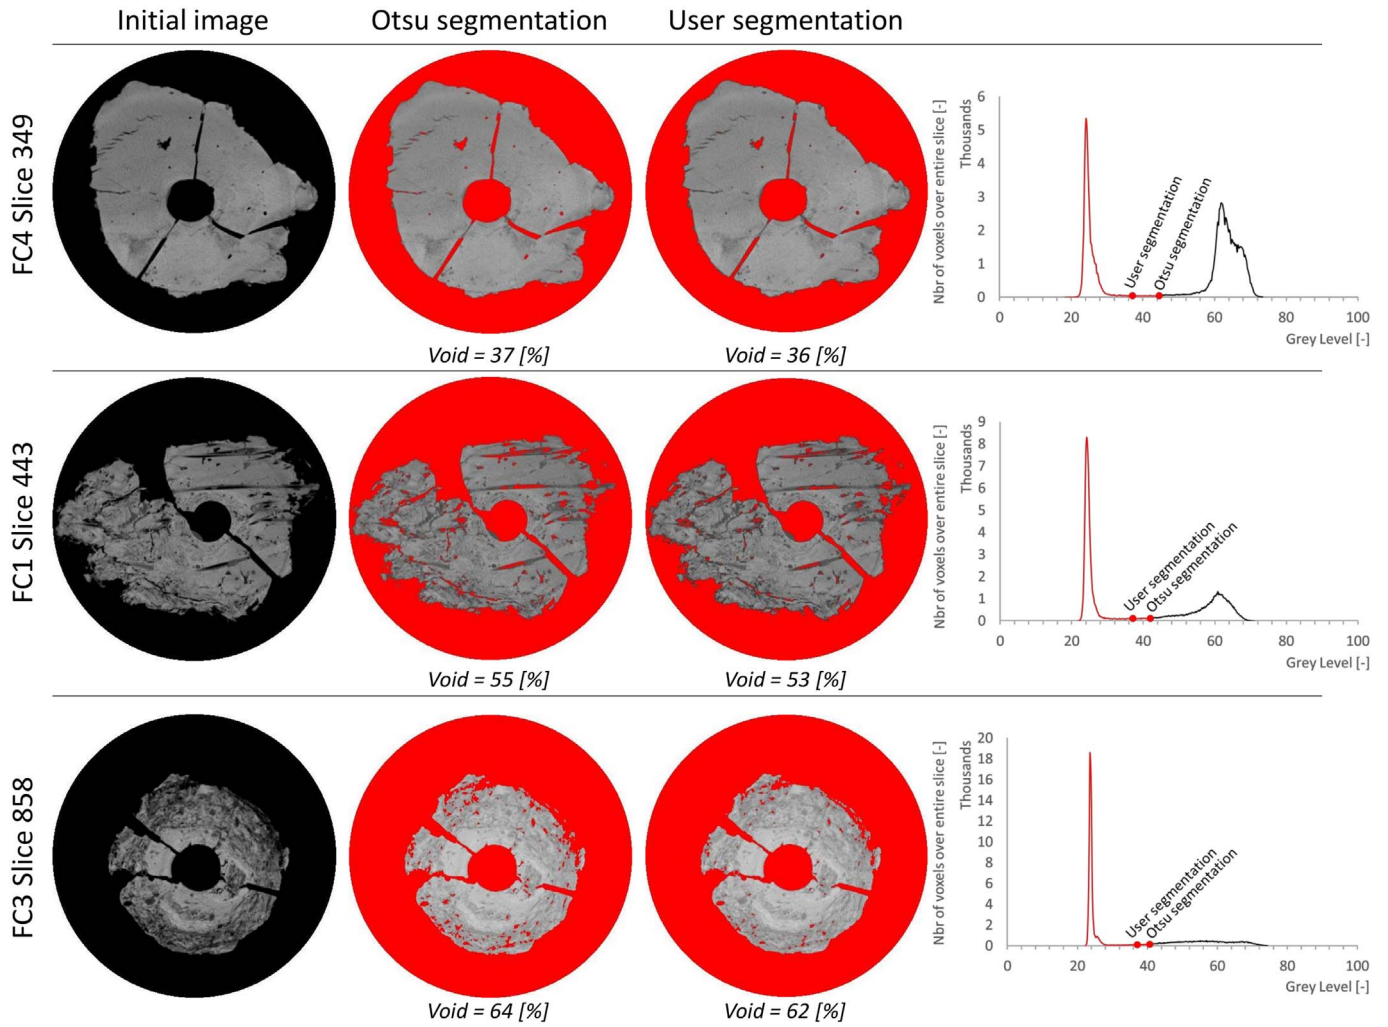 Initial image
Otsu segmentation
User segmentation
FC4 Slice 349
Void = 37 [%]
Void = 36 [%]
Nbr of voxels over entire slice [-]
Thousands
6
5
4
3
2
1
0
User segmentation
Otsu segmentation
0 20 40 60 80 100
Grey Level [-]
FC1 Slice 443
Void = 55 [%]
Void = 53 [%]
Nbr of voxels over entire slice [-]
Thousands
9
8
7
6
5
4
3
2
1
0
User segmentation
Otsu segmentation
0 20 40 60 80 100
Grey Level [-]
FC3 Slice 858
Void = 64 [%]
Void = 62 [%]
Nbr of voxels over entire slice [-]
Thousands
20
18
16
14
12
10
8
6
4
2
0
User segmentation
Otsu segmentation
0 20 40 60 80 100
Grey Level [-]